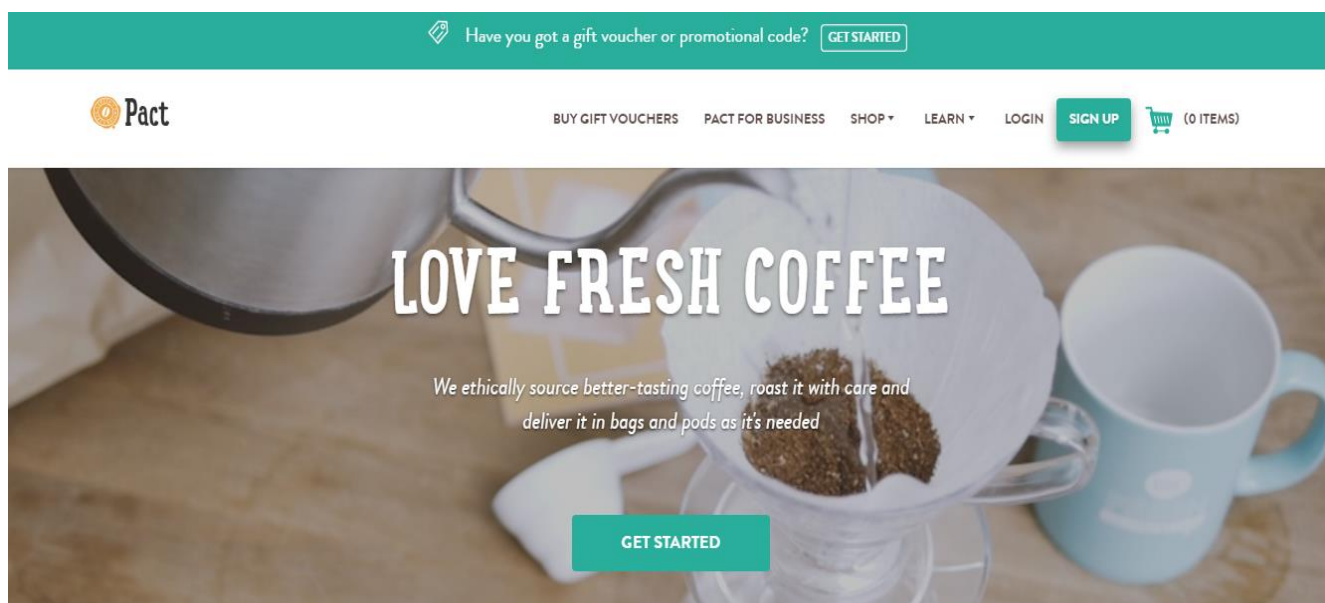 Have you got a gift voucher or promotional code? GET STARTED
Pact
BUY GIFT VOUCHERS PACT FOR BUSINESS SHOP LEARN LOGIN SIGN UP (0 ITEMS)
LOVE FRESH COFFEE
We ethically source better-tasting coffee, roast it with care and
deliver it in bags and pods as it's needed
GET STARTED